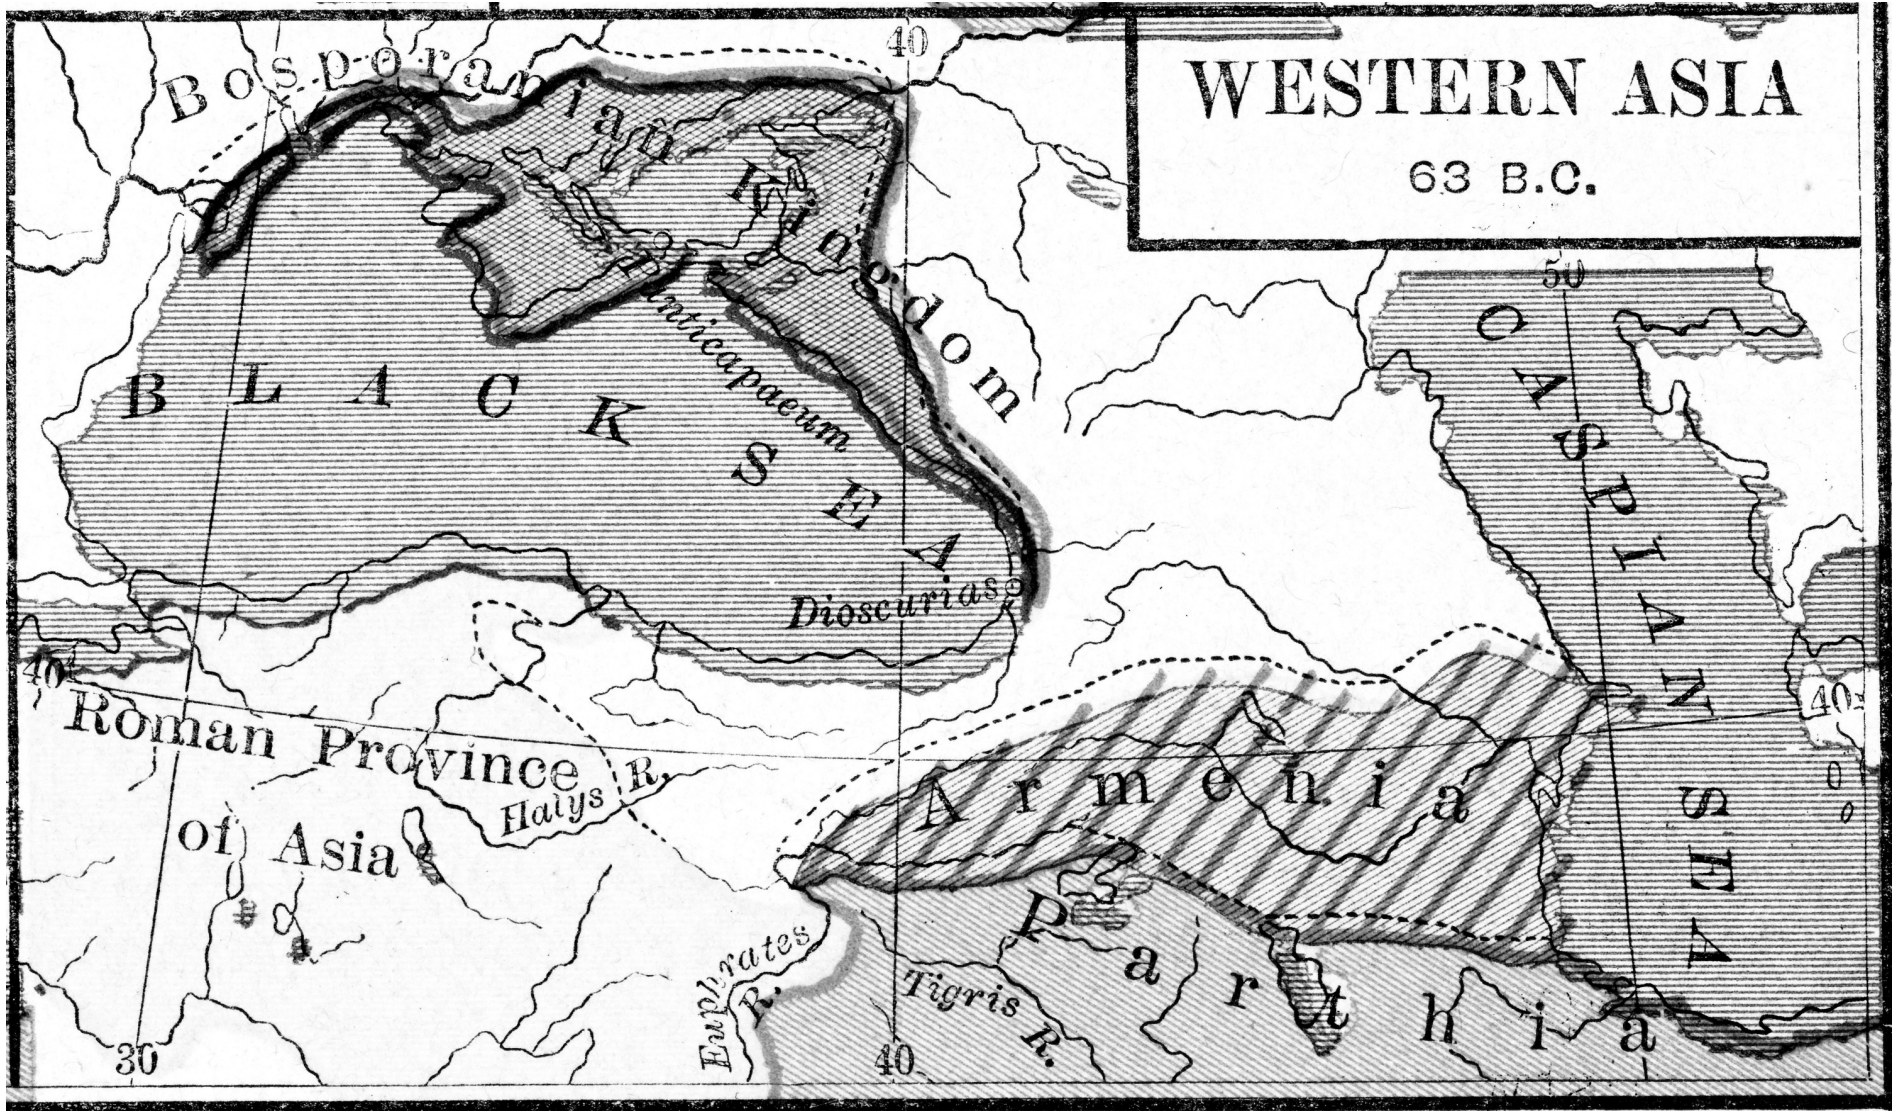 WESTERN ASIA
63 B.C.
40
Bosporanian Kingdom
50
Panticapaeum
BLACK SEA
CASPIAN SEA
Dioscurias
40
40
Roman Province
of Asia
Halys R.
Armenia
Parthia
Euphrates
R.
Tigris R.
30
40